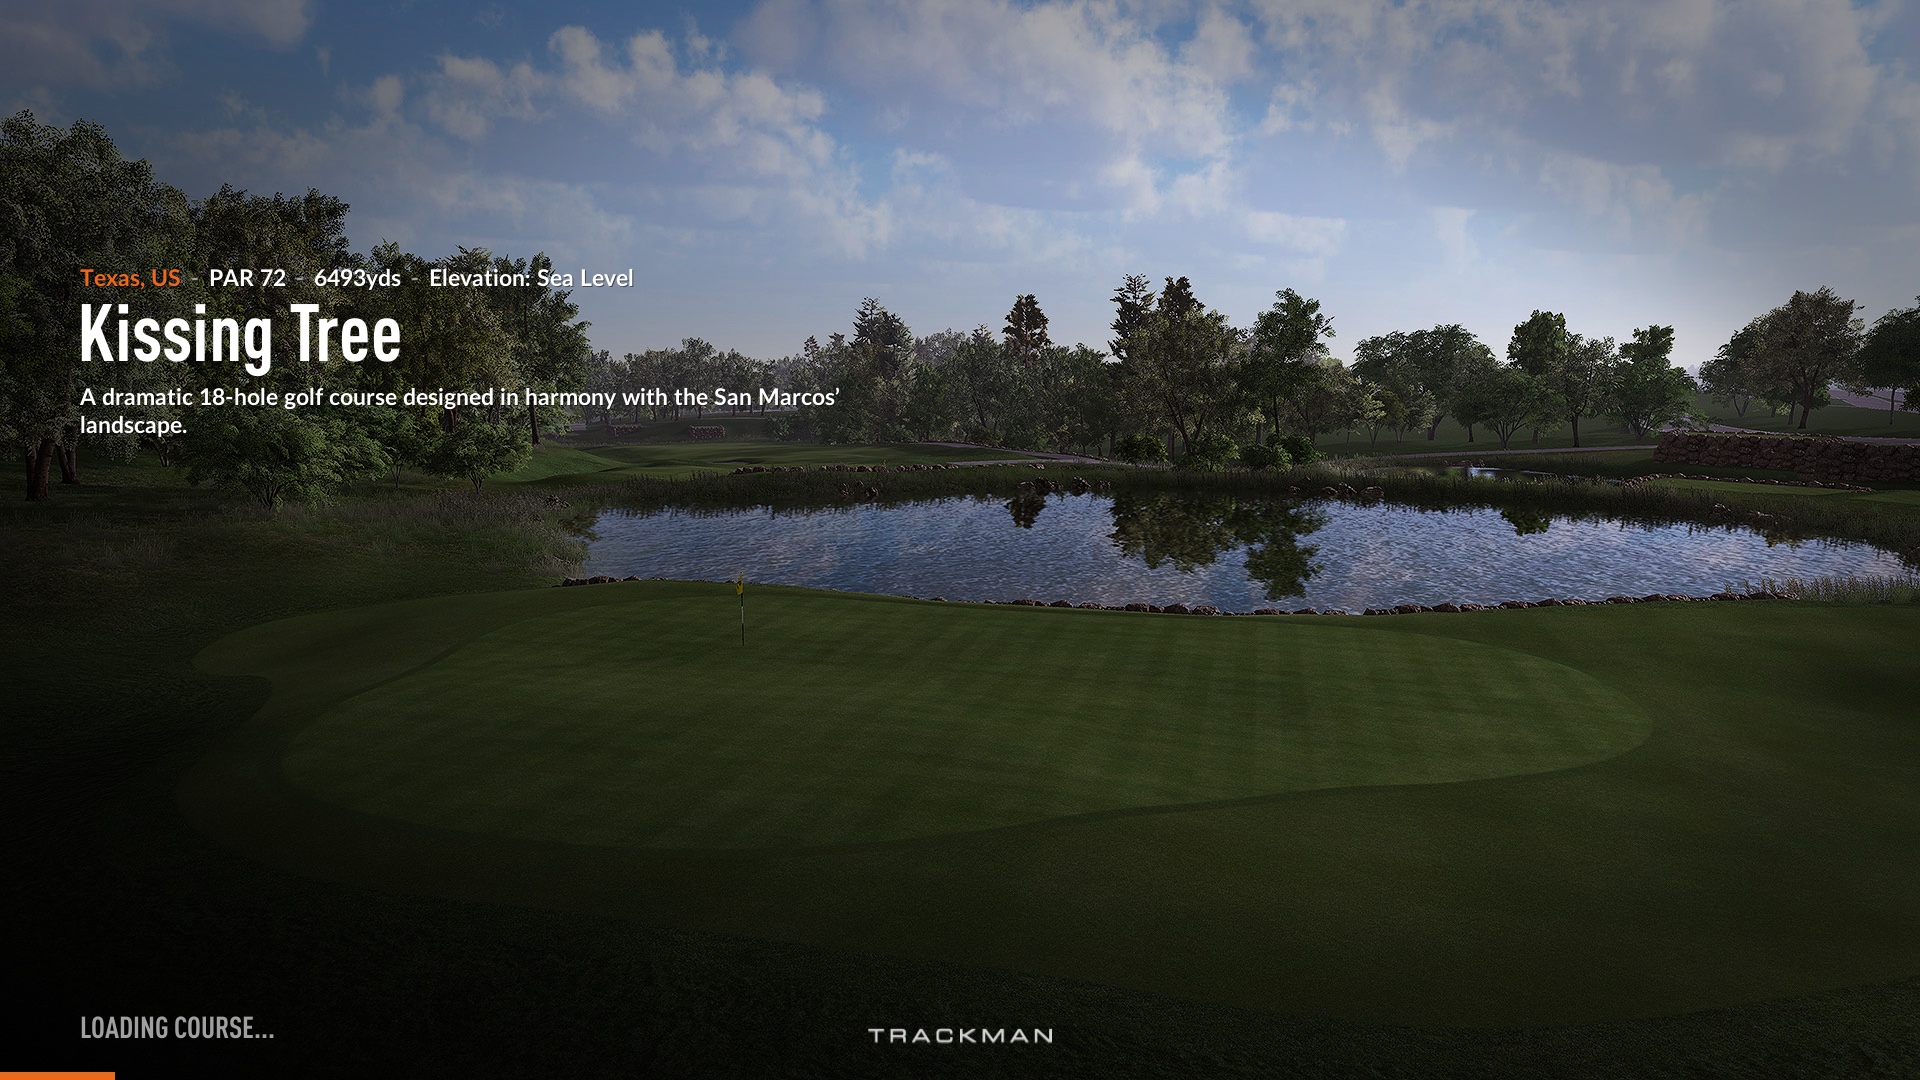 Texas, US - PAR 72 - 6493yds - Elevation: Sea Level
Kissing Tree
A dramatic 18-hole golf course designed in harmony with the San Marcos’
landscape.
LOADING COURSE...
TRACKMAN